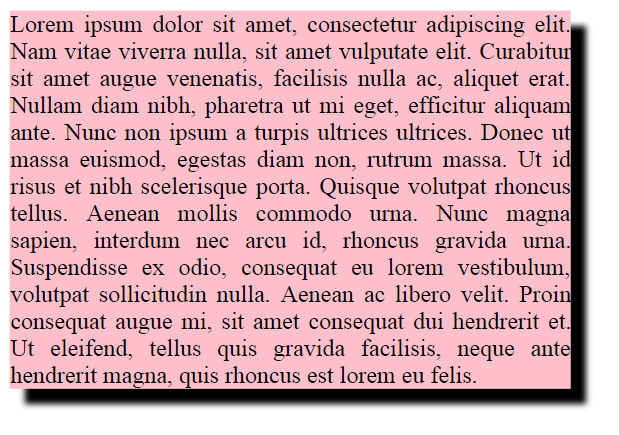 Lorem ipsum dolor sit amet, consectetur adipiscing elit.
Nam vitae viverra nulla, sit amet vulputate elit. Curabitur
sit amet augue venenatis, facilisis nulla ac, aliquet erat.
Nullam diam nibh, pharetra ut mi eget, efficitur aliquam
ante. Nunc non ipsum a turpis ultrices ultrices. Donec ut
massa euismod, egestas diam non, rutrum massa. Ut id
risus et nibh scelerisque porta. Quisque volutpat rhoncus
tellus. Aenean mollis commodo urna. Nunc magna
sapien, interdum nec arcu id, rhoncus gravida urna.
Suspendisse ex odio, consequat eu lorem vestibulum,
volutpat sollicitudin nulla. Aenean ac libero velit. Proin
consequat augue mi, sit amet consequat dui hendrerit et.
Ut eleifend, tellus quis gravida facilisis, neque ante
hendrerit magna, quis rhoncus est lorem eu felis.